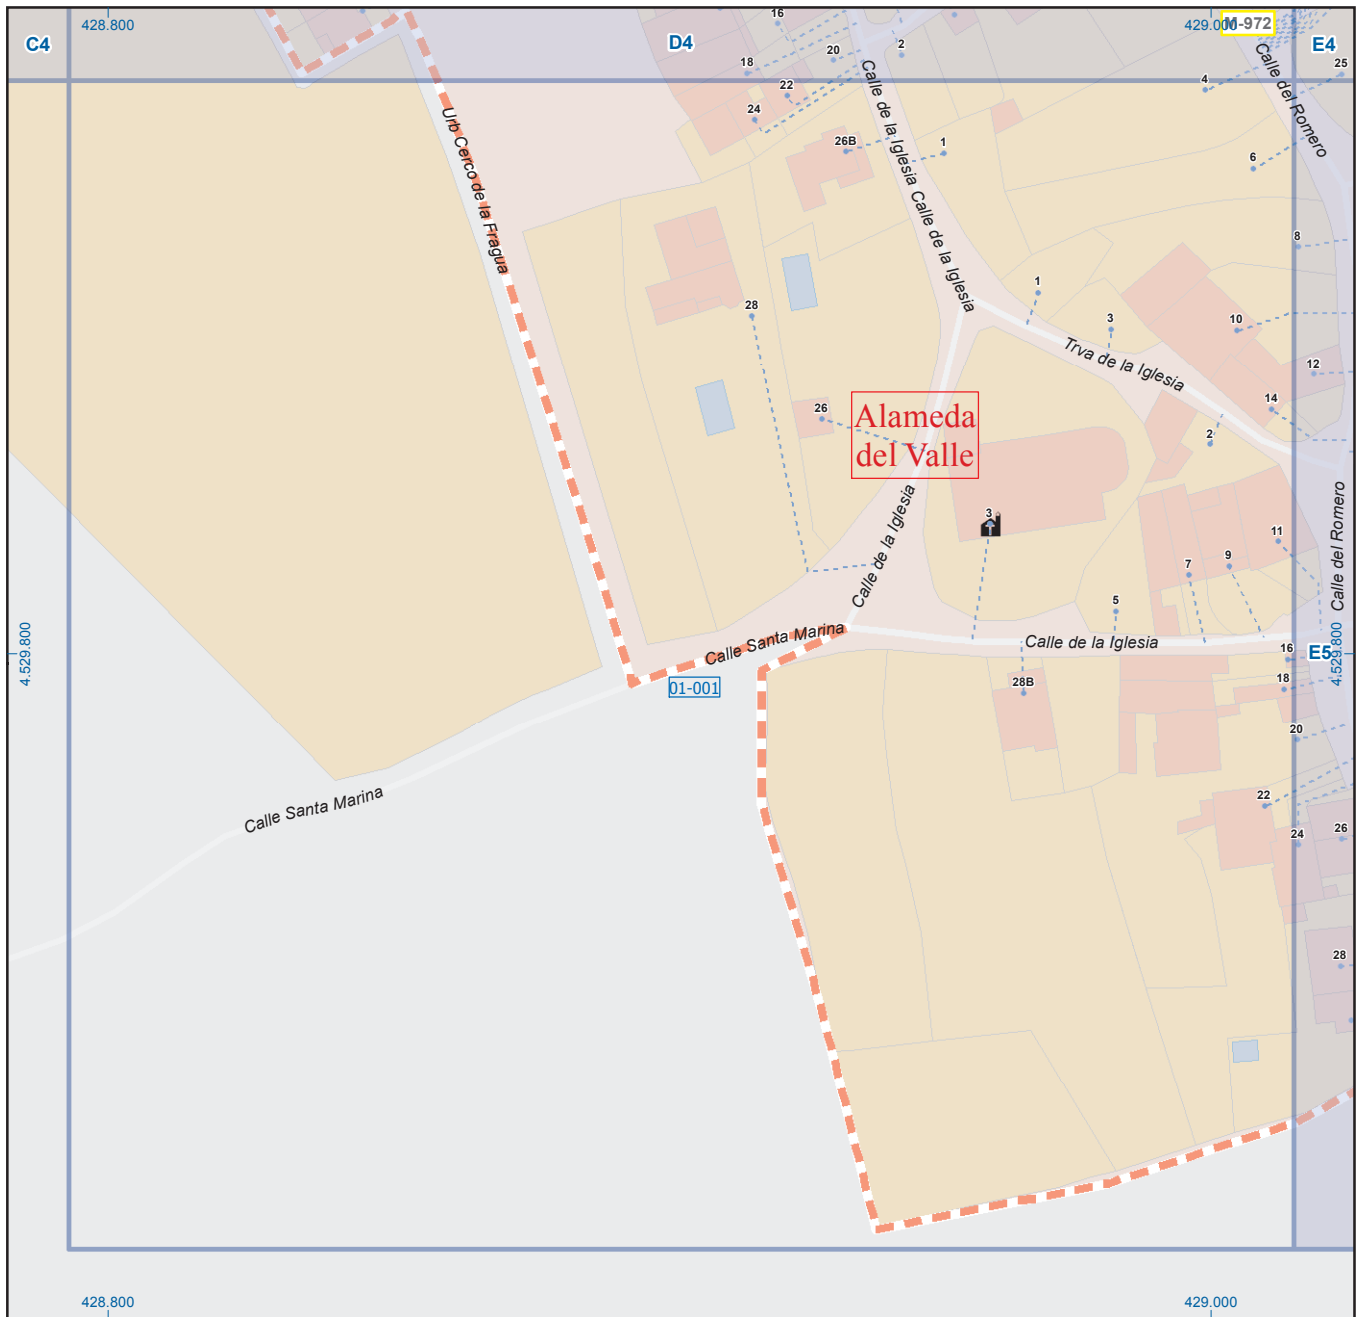 428.800
429.000
M-972
C4
D4
E4
16
20
2
18
22
24
4
25
Calle de la Iglesia
Calle del Romero
Urb Cerco de la Fragua
26B
1
6
Calle de la Iglesia
8
1
28
3
10
Trva de la Iglesia
12
26
14
Alameda
del Valle
2
Calle de la Iglesia
3
11
Calle del Romero
7
9
5
Calle Santa Marina
Calle de la Iglesia
16
E5
4.529.800
4.529.800
01-001
28B
18
20
Calle Santa Marina
22
24
26
28
428.800
429.000